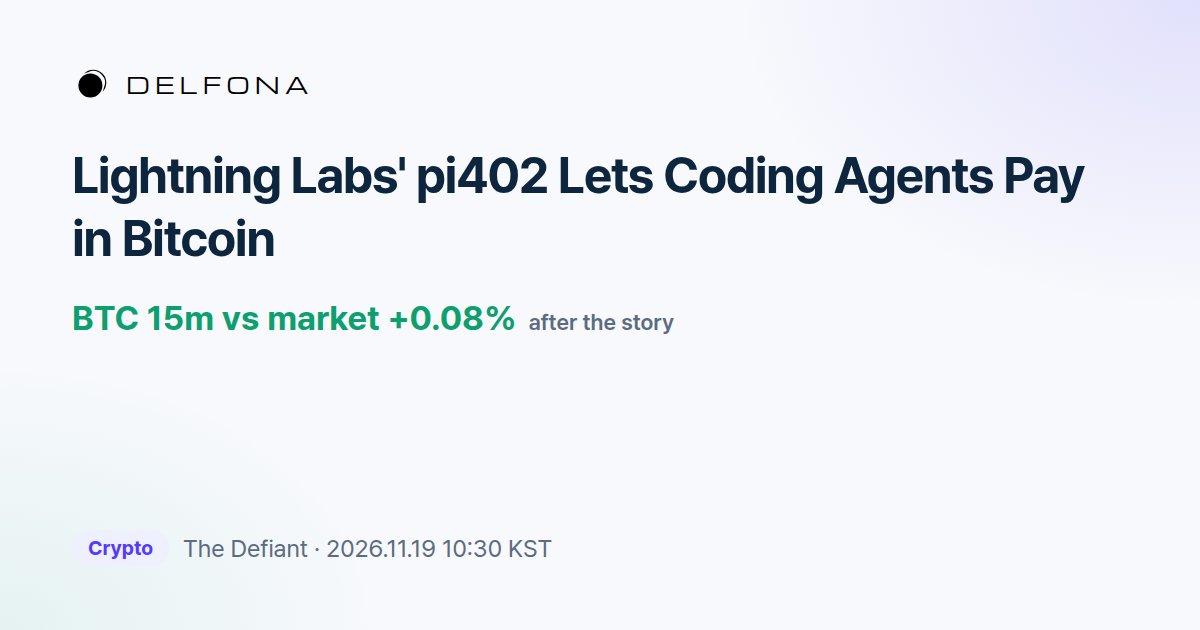 DELFONA
Lightning Labs' pi402 Lets Coding Agents Pay
in Bitcoin
BTC 15m vs market +0.08% after the story
Crypto The Defiant · 2026.11.19 10:30 KST